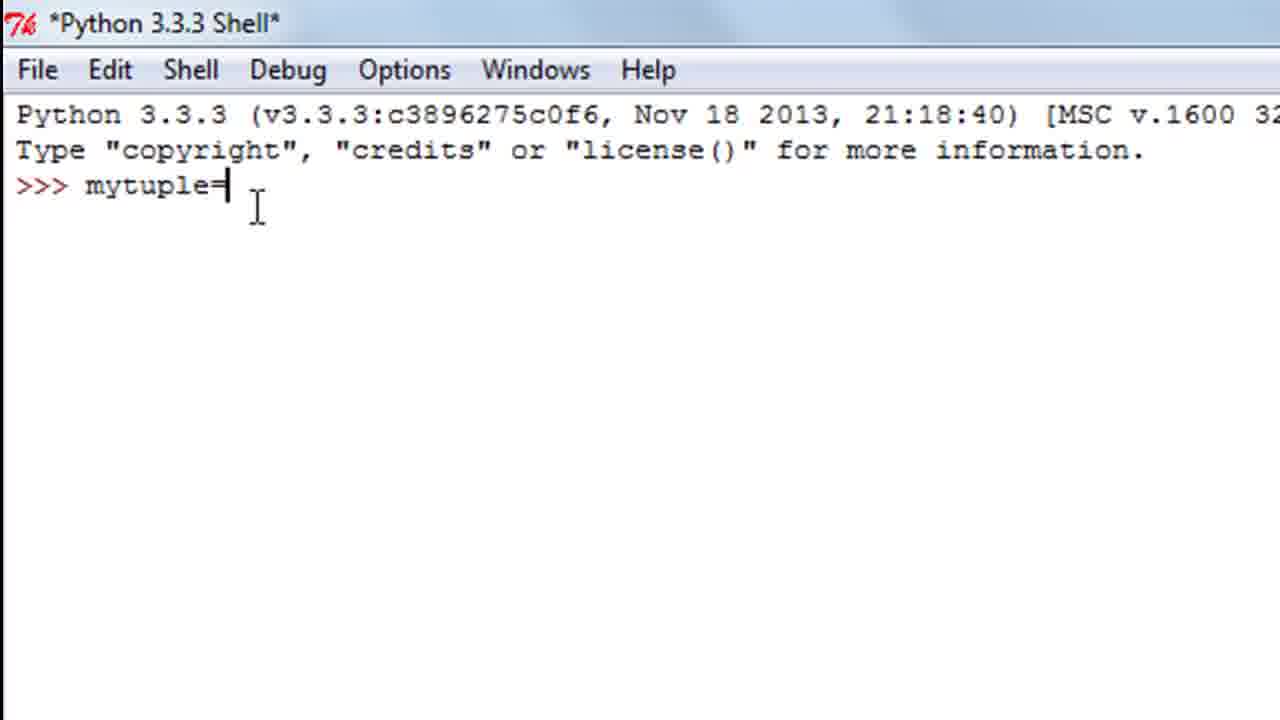 *Python 3.3.3 Shell*
File Edit Shell Debug Options Windows Help
Python 3.3.3 (v3.3.3:c3896275c0f6, Nov 18 2013, 21:18:40) [MSC v.1600 32
Type "copyright", "credits" or "license()" for more information.
>>> mytuple=